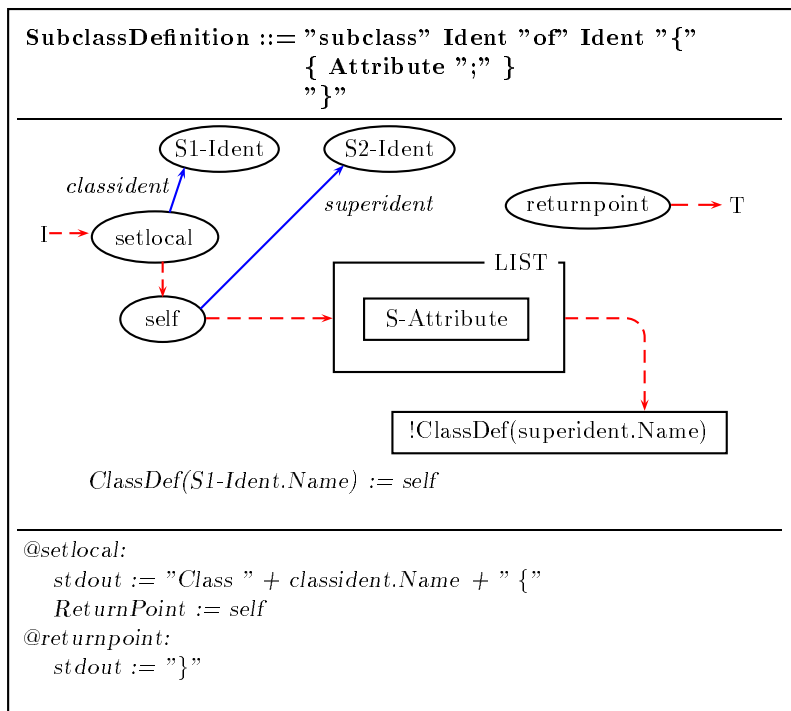 SubclassDefinition ::= "subclass" Ident "of" Ident "{"
{ Attribute ";" }
"}"
S1-Ident
S2-Ident
classident
superident
returnpoint
T
I
setlocal
LIST
self
S-Attribute
!ClassDef(superident.Name)
ClassDef(S1-Ident.Name) := self
@setlocal:
stdout := "Class " + classident.Name + " {"
ReturnPoint := self
@returnpoint:
stdout := "}"